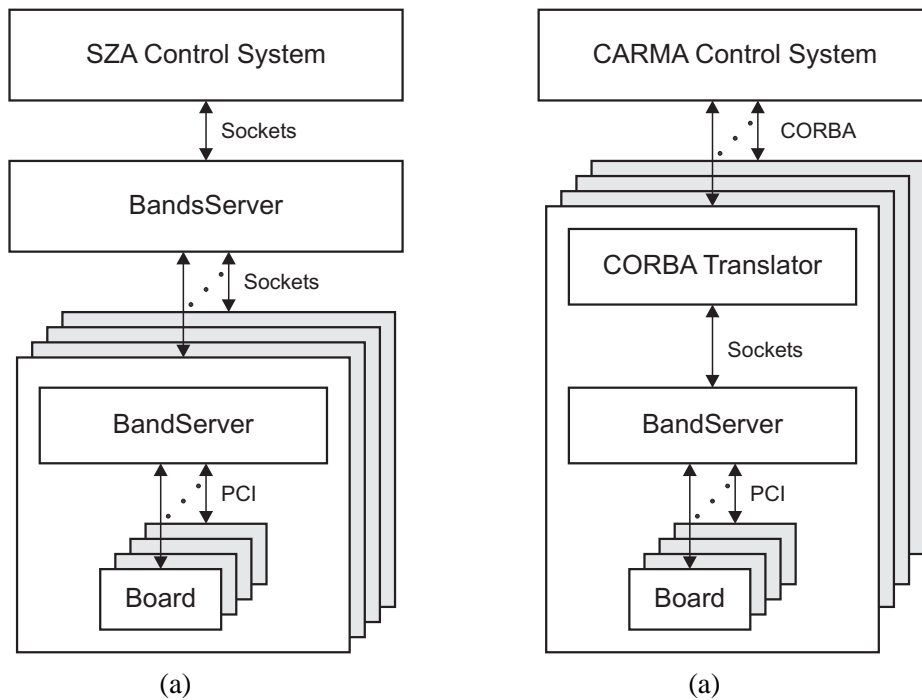 SZA Control System
Sockets
BandsServer
Sockets
BandServer
PCI
Board
(a)
CARMA Control System
CORBA
CORBA Translator
Sockets
BandServer
PCI
Board
(a)